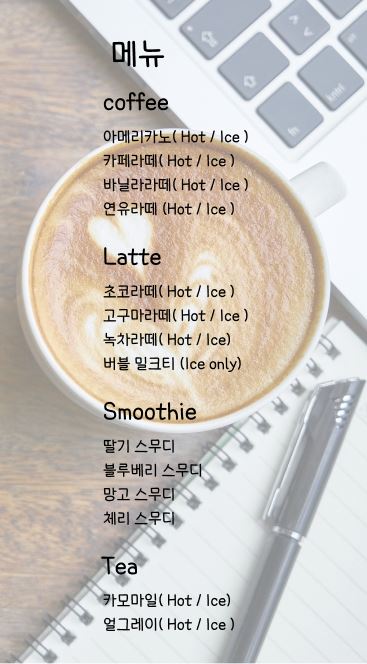 메뉴
coffee
아메리카노( Hot / Ice )
카페라떼( Hot / Ice )
바닐라라떼( Hot / Ice )
연유라떼 (Hot / Ice )
Latte
초코라떼( Hot / Ice )
고구마라떼( Hot / Ice )
녹차라떼( Hot / Ice)
버블 밀크티 (Ice only)
Smoothie
딸기 스무디
블루베리 스무디
망고 스무디
체리 스무디
Tea
카모마일( Hot / Ice)
얼그레이( Hot / Ice )